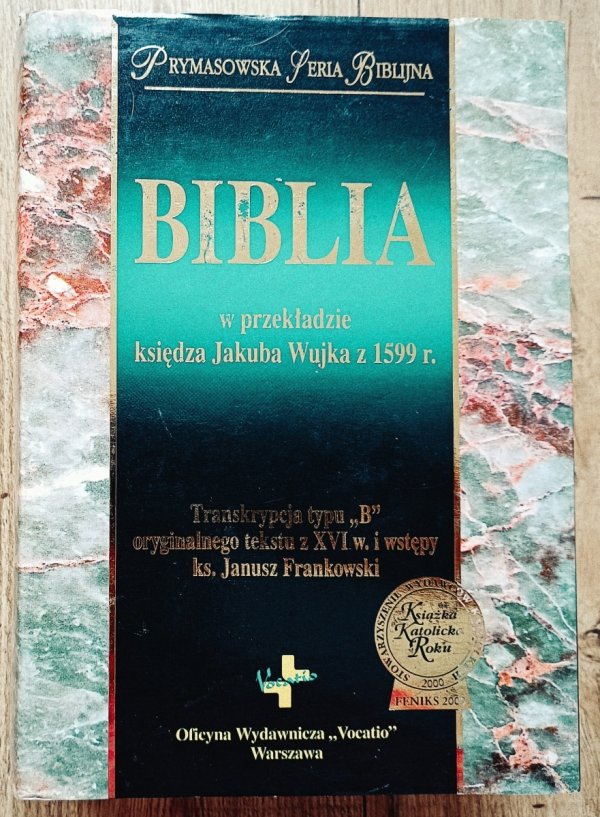 Prymasowska Seria Biblijna
BIBLIA
w przekładzie
księdza Jakuba Wujka z 1599 r.
Transkrypcja typu „B”
oryginalnego tekstu z XVI w. i wstępy
ks. Janusz Frankowski
Książka
Katolicka
Roku
2000
FENIKS 200
Vocatio
Oficyna Wydawnicza „Vocatio”
Warszawa